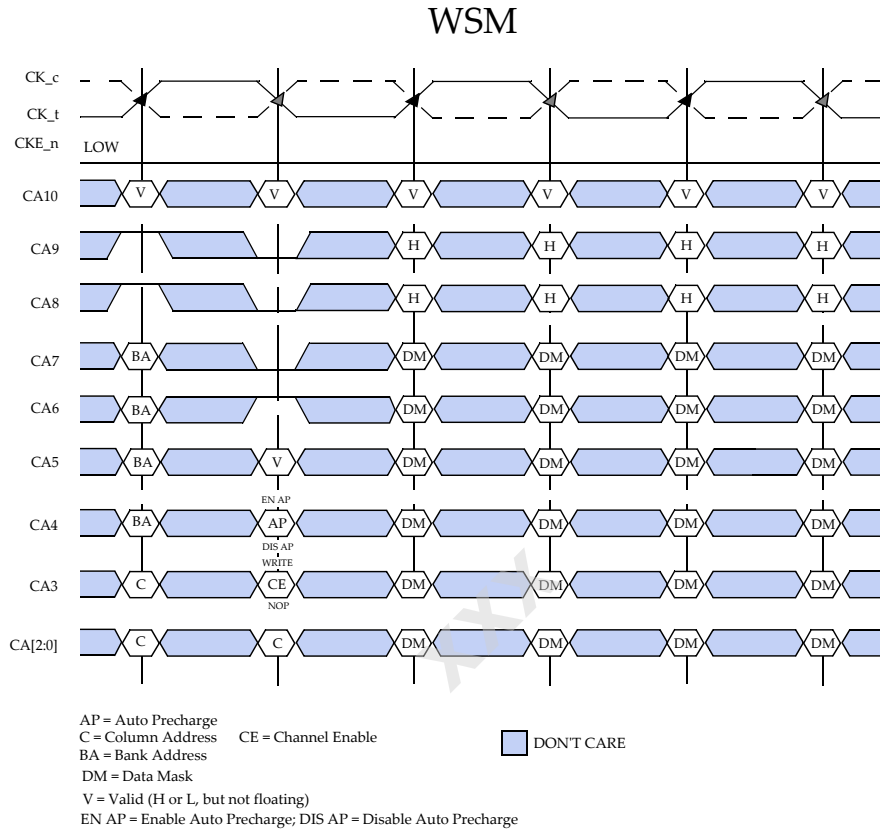 WSM
CK_c
CK_t
CKE_n LOW
CA10 V V V V V V
CA9 H H H H
CA8 H H H H
CA7 BA DM DM DM DM
CA6 BA DM DM DM DM
CA5 BA V DM DM DM DM
EN AP
CA4 BA AP DM DM DM DM
DIS AP
WRITE
CA3 C CE DM DM DM DM
NOP
CA[2:0] C C DM DM DM DM
XXX
AP = Auto Precharge
C = Column Address CE = Channel Enable
BA = Bank Address
DON'T CARE
DM = Data Mask
V = Valid (H or L, but not floating)
EN AP = Enable Auto Precharge; DIS AP = Disable Auto Precharge